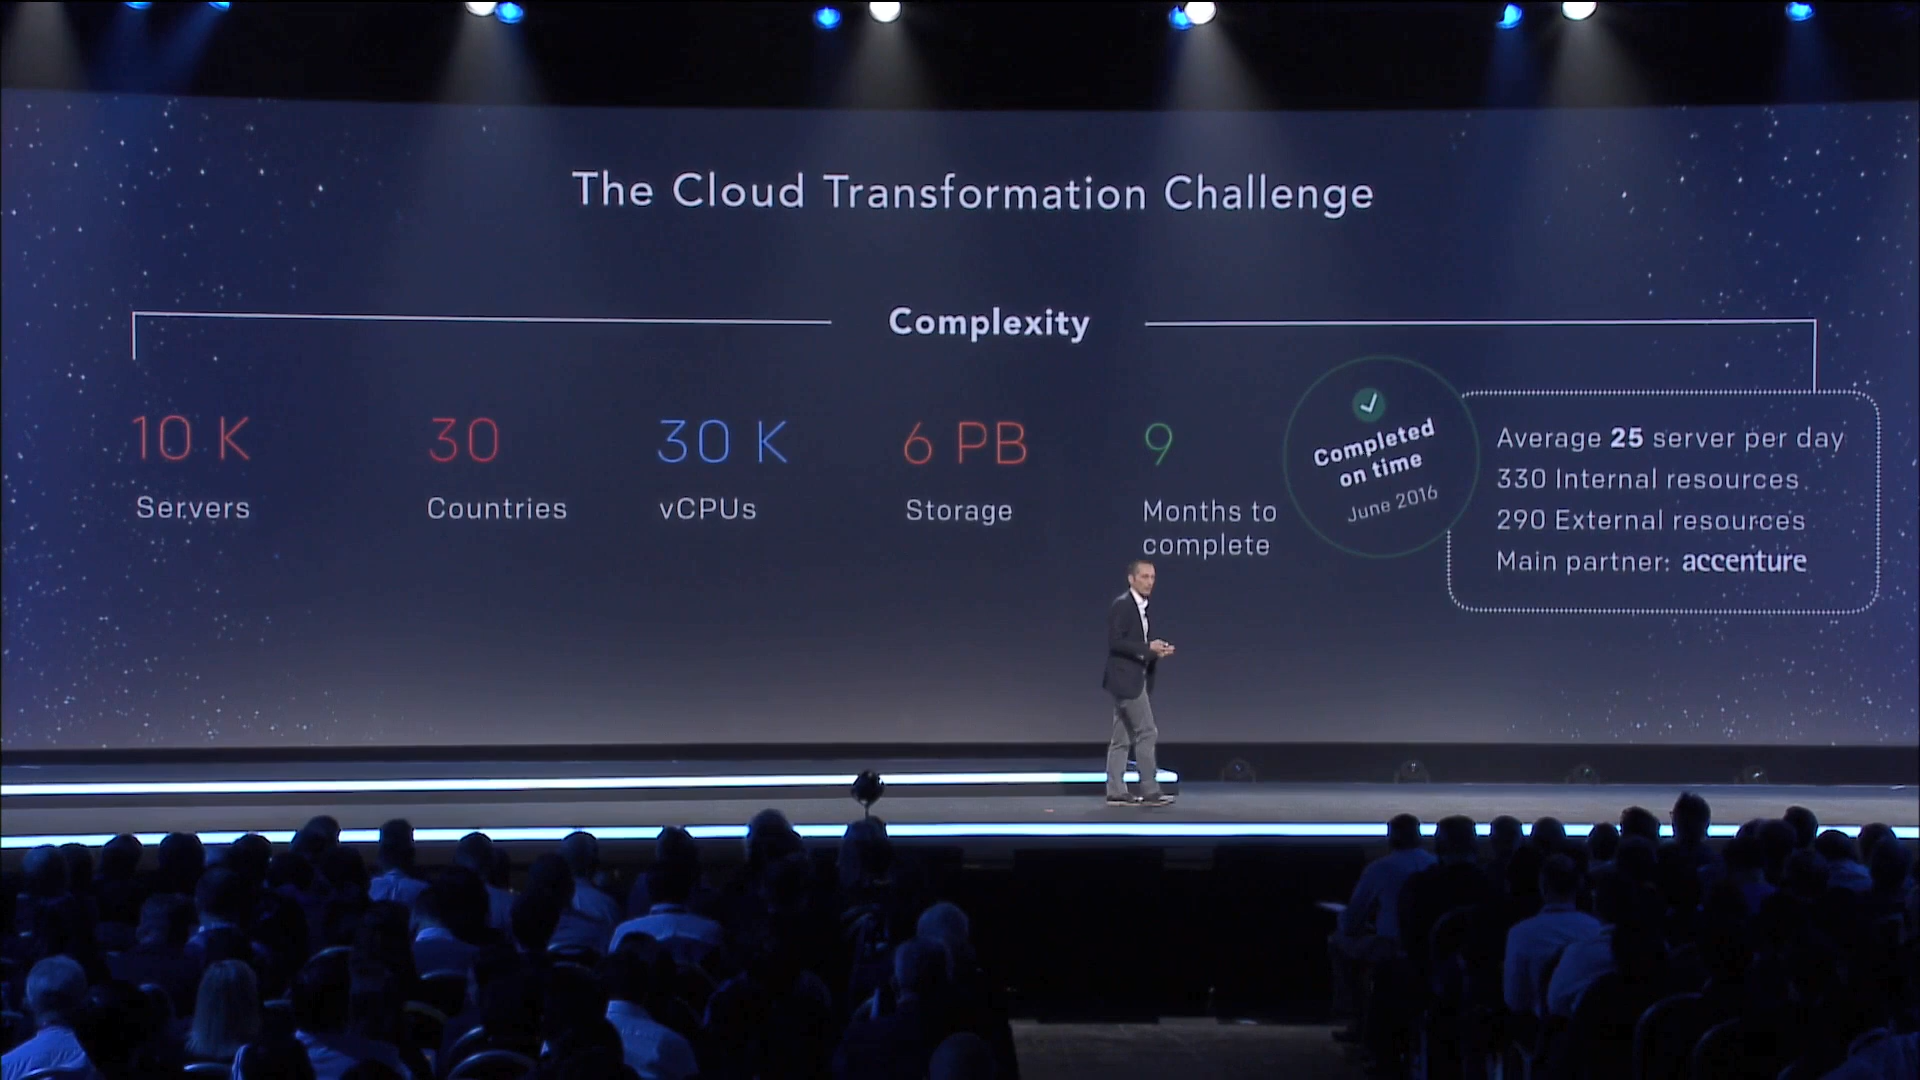 The Cloud Transformation Challenge
Complexity
10 K
Servers
30
Countries
30 K
vCPUs
6 PB
Storage
9
Months to
complete
Completed
on time
June 2016
Average 25 server per day
330 Internal resources
290 External resources
Main partner: accenture